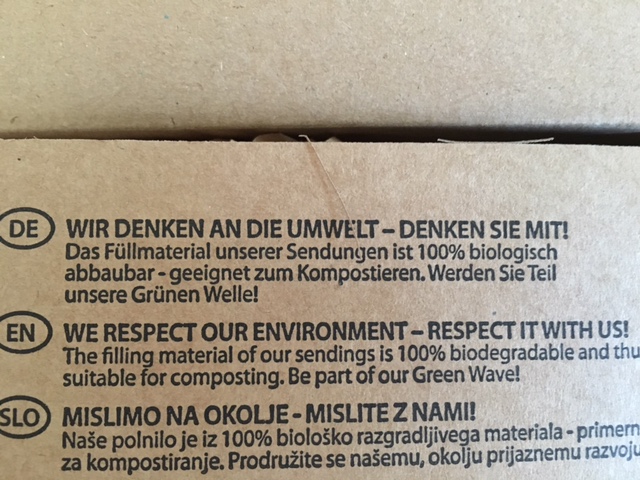 DE WIR DENKEN AN DIE UMWELT – DENKEN SIE MIT!
Das Füllmaterial unserer Sendungen ist 100% biologisch
abbaubar - geeignet zum Kompostieren. Werden Sie Teil
unsere Grünen Welle!
EN WE RESPECT OUR ENVIRONMENT – RESPECT IT WITH US!
The filling material of our sendings is 100% biodegradable and
suitable for composting. Be part of our Green Wave!
SLO MISLIMO NA OKOLJE - MISLITE Z NAMI!
Naše polnilo je iz 100% biološko razgradljivega materiala -
za kompostiranje. Prodružite se našemu, okolju prijaznemu